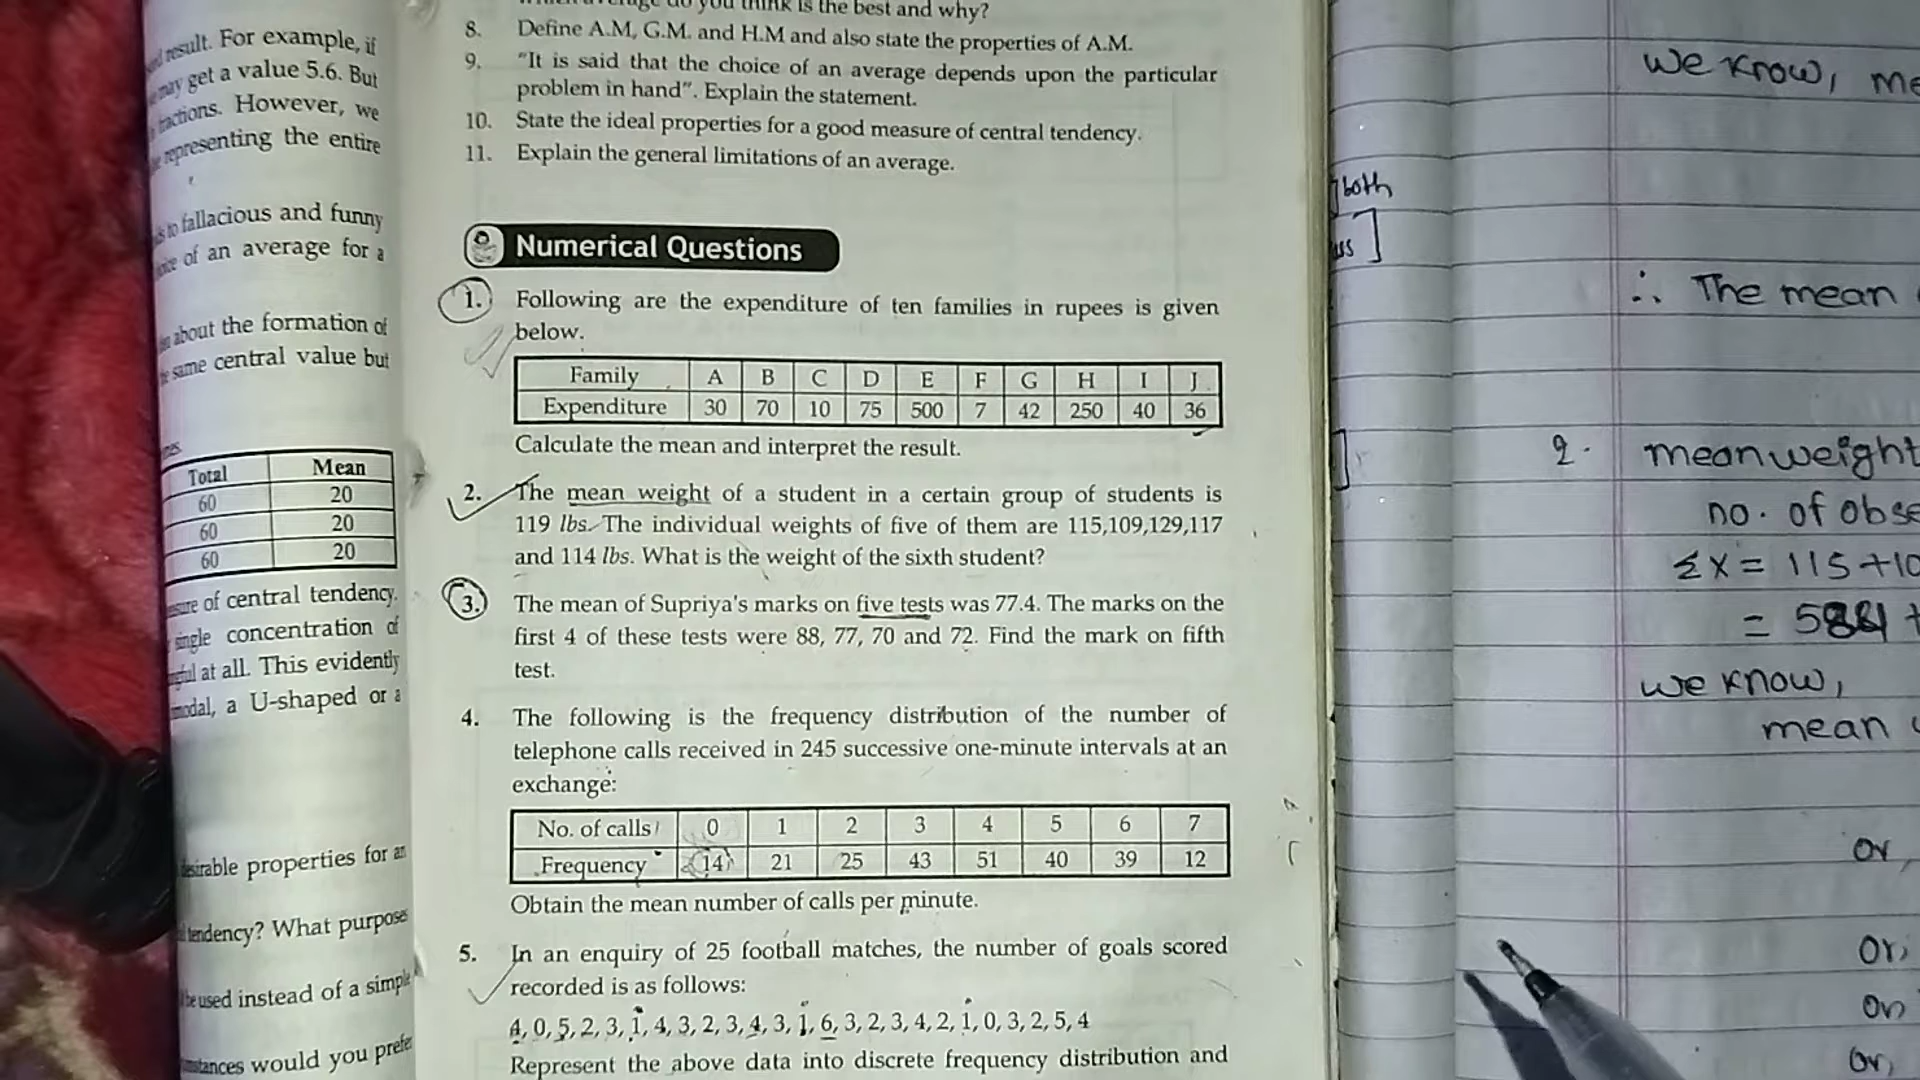 result. For example, if
may get a value 5.6. But
However, we
representing the entire
to fallacious and funny
of an average for a
about the formation of
same central value but
Total Mean
60 20
60 20
60 20
of central tendency.
single concentration of
at all. This evidently
a U-shaped or a
properties for an
tendency? What purposes
be used instead of a simple
would you prefer
do you think is the best and why?
8. Define A.M, G.M. and H.M and also state the properties of A.M.
9. "It is said that the choice of an average depends upon the particular
problem in hand". Explain the statement.
10. State the ideal properties for a good measure of central tendency.
11. Explain the general limitations of an average.
Numerical Questions
1. Following are the expenditure of ten families in rupees is given
below.
Family A B C D E F G H I J
Expenditure 30 70 10 75 500 7 42 250 40 36
Calculate the mean and interpret the result.
2. The mean weight of a student in a certain group of students is
119 lbs. The individual weights of five of them are 115,109,129,117
and 114 lbs. What is the weight of the sixth student?
3. The mean of Supriya's marks on five tests was 77.4. The marks on the
first 4 of these tests were 88, 77, 70 and 72. Find the mark on fifth
test.
4. The following is the frequency distribution of the number of
telephone calls received in 245 successive one-minute intervals at an
exchange:
No. of calls 0 1 2 3 4 5 6 7
Frequency 14 21 25 43 51 40 39 12
Obtain the mean number of calls per minute.
5. In an enquiry of 25 football matches, the number of goals scored
recorded is as follows:
4, 0, 5, 2, 3, 1, 4, 3, 2, 3, 4, 3, 1, 6, 3, 2, 3, 4, 2, 1, 0, 3, 2, 5, 4
Represent the above data into discrete frequency distribution and
both
we know,
∴ The mean
2. mean weight
no. of
Σx = 115+10
we know,
mean
or,
or,
or,
or,